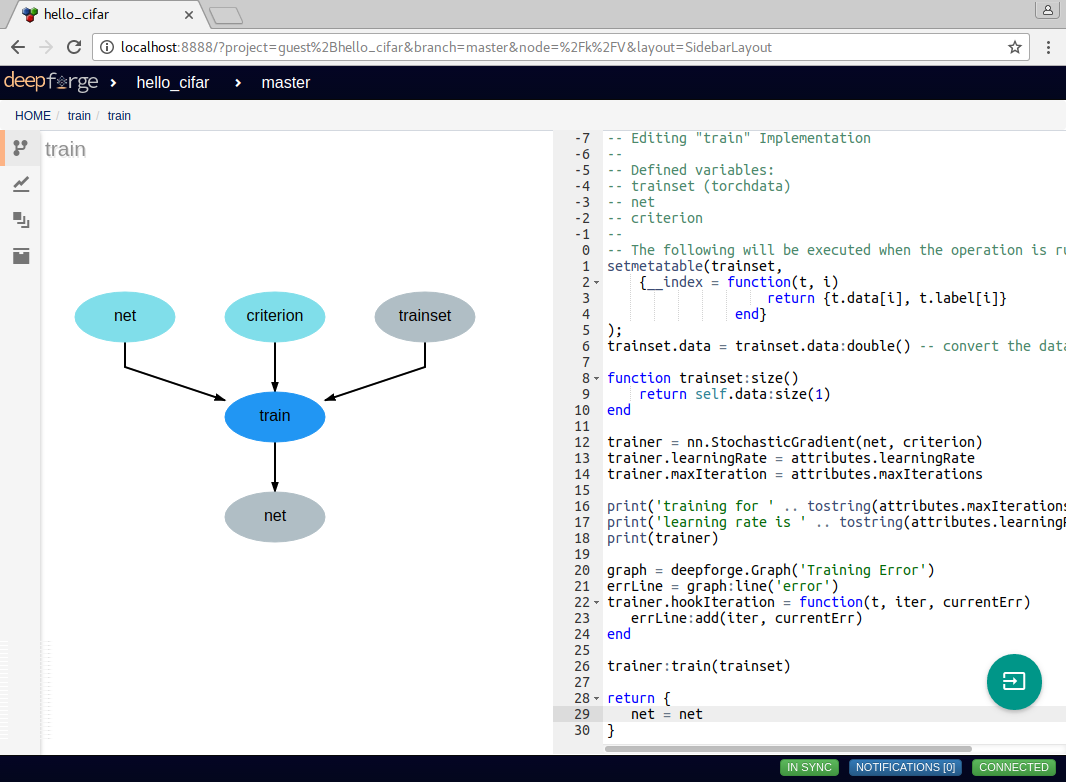 hello_cifar
localhost:8888/?project=guest%2Bhello_cifar&branch=master&node=%2Fk%2FV&layout=SidebarLayout
deepforge › hello_cifar › master
HOME / train / train
train
net criterion trainset
train
net
-7 -- Editing "train" Implementation
-6 --
-5 -- Defined variables:
-4 -- trainset (torchdata)
-3 -- net
-2 -- criterion
-1 --
0 -- The following will be executed when the operation is
1 setmetatable(trainset,
2 {__index = function(t, i)
3 return {t.data[i], t.label[i]}
4 end}
5 );
6 trainset.data = trainset.data:double() -- convert the data
7
8 function trainset:size()
9 return self.data:size(1)
10 end
11
12 trainer = nn.StochasticGradient(net, criterion)
13 trainer.learningRate = attributes.learningRate
14 trainer.maxIteration = attributes.maxIterations
15
16 print('training for ' .. tostring(attributes.maxIterations
17 print('learning rate is ' .. tostring(attributes.learningR
18 print(trainer)
19
20 graph = deepforge.Graph('Training Error')
21 errLine = graph:line('error')
22 trainer.hookIteration = function(t, iter, currentErr)
23 errLine:add(iter, currentErr)
24 end
25
26 trainer:train(trainset)
27
28 return {
29 net = net
30 }
IN SYNC NOTIFICATIONS [0] CONNECTED